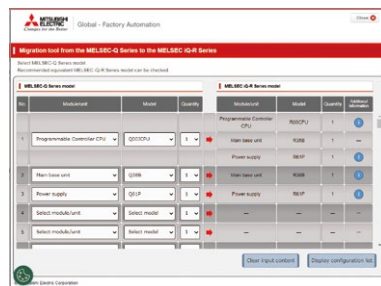 MITSUBISHI ELECTRIC
Changes for the Better
Global - Factory Automation
Close
Migration tool from the MELSEC-Q Series to the MELSEC iQ-R Series
Select MELSEC-Q Series model
Recommended equivalent MELSEC iQ-R Series model can be checked.
MELSEC-Q Series model
MELSEC iQ-R Series model
No Module/unit Model Quantity Module/unit Model Quantity Additional information
Programmable Controller CPU 1
1 Programmable Controller CPU 1 Main base unit R38B 1 —
Power supply R61P 1
2 Main base unit Q38B 1 Main base unit R38B 1
3 Power supply Q61P 1 Power supply R61P 1
4 Select module/unit Select model 1 — — — —
5 Select module/unit Select model 1 — — — —
Clear input content
Display configuration list
Electric Corporation